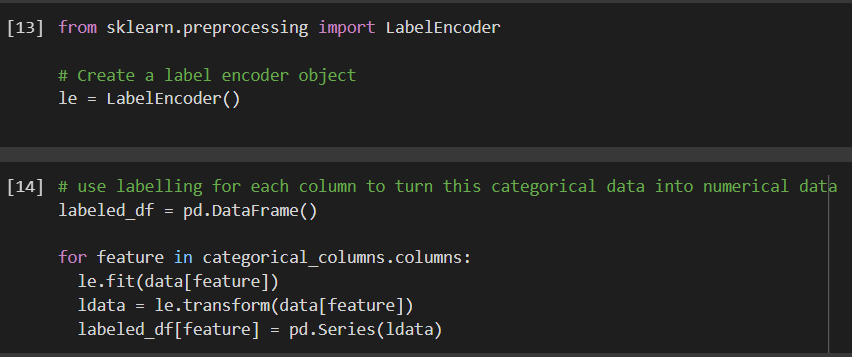 [13] from sklearn.preprocessing import LabelEncoder
# Create a label encoder object
le = LabelEncoder()
[14] # use labelling for each column to turn this categorical data into numerical data
labeled_df = pd.DataFrame()
for feature in categorical_columns.columns:
  le.fit(data[feature])
  ldata = le.transform(data[feature])
  labeled_df[feature] = pd.Series(ldata)